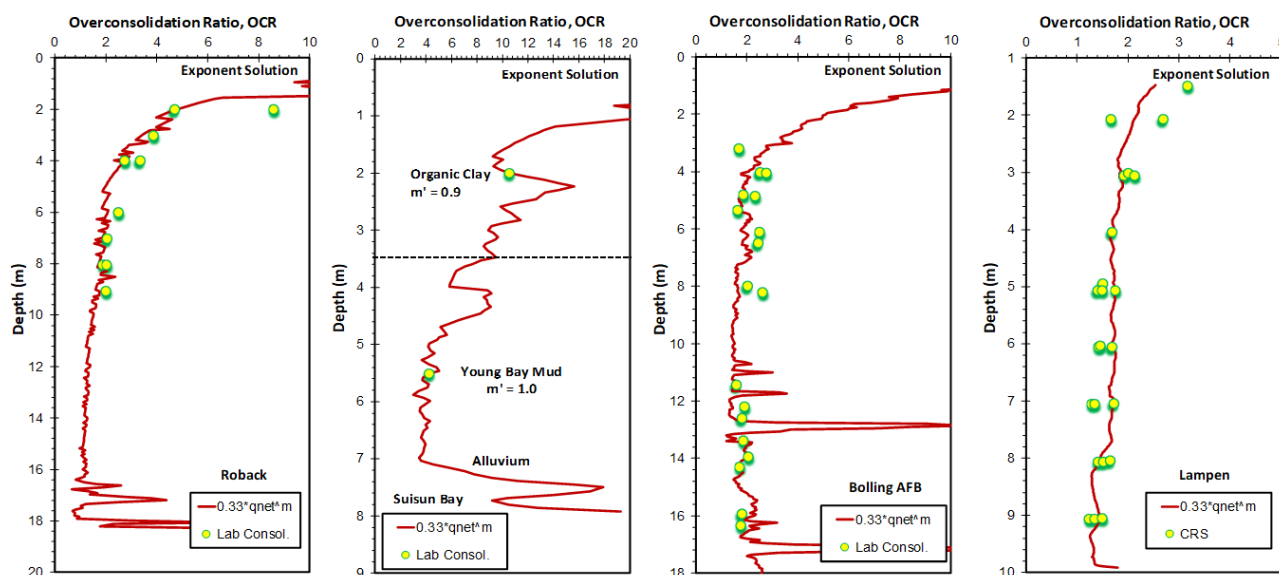 Overconsolidation Ratio, OCR
0 2 4 6 8 10
Exponent Solution
Depth (m)
0
2
4
6
8
10
12
14
16
18
20
Roback
0.33*qnet^m
Lab Consol.
Overconsolidation Ratio, OCR
0 2 4 6 8 10 12 14 16 18 20
Exponent Solution
Depth (m)
0
1
2
3
4
5
6
7
8
9
Organic Clay
m' = 0.9
Young Bay Mud
m' = 1.0
Alluvium
Suisun Bay
0.33*qnet^m
Lab Consol.
Overconsolidation Ratio, OCR
0 2 4 6 8 10
Exponent Solution
Depth (m)
0
2
4
6
8
10
12
14
16
18
Bolling AFB
0.33*qnet^m
Lab Consol.
Overconsolidation Ratio, OCR
0 1 2 3 4
Exponent Solution
Depth (m)
1
2
3
4
5
6
7
8
9
10
Lampen
0.33*qnet^m
CRS